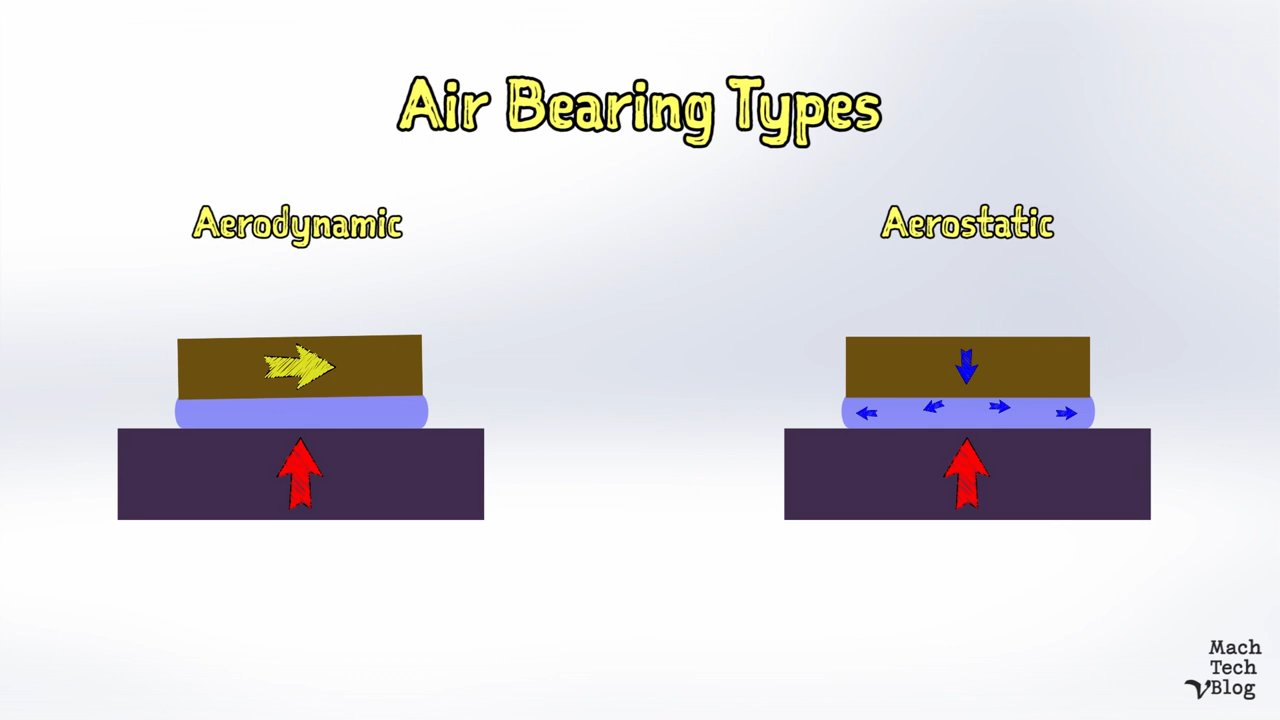 Air Bearing Types
Aerodynamic
Aerostatic
Mach
Tech
Blog